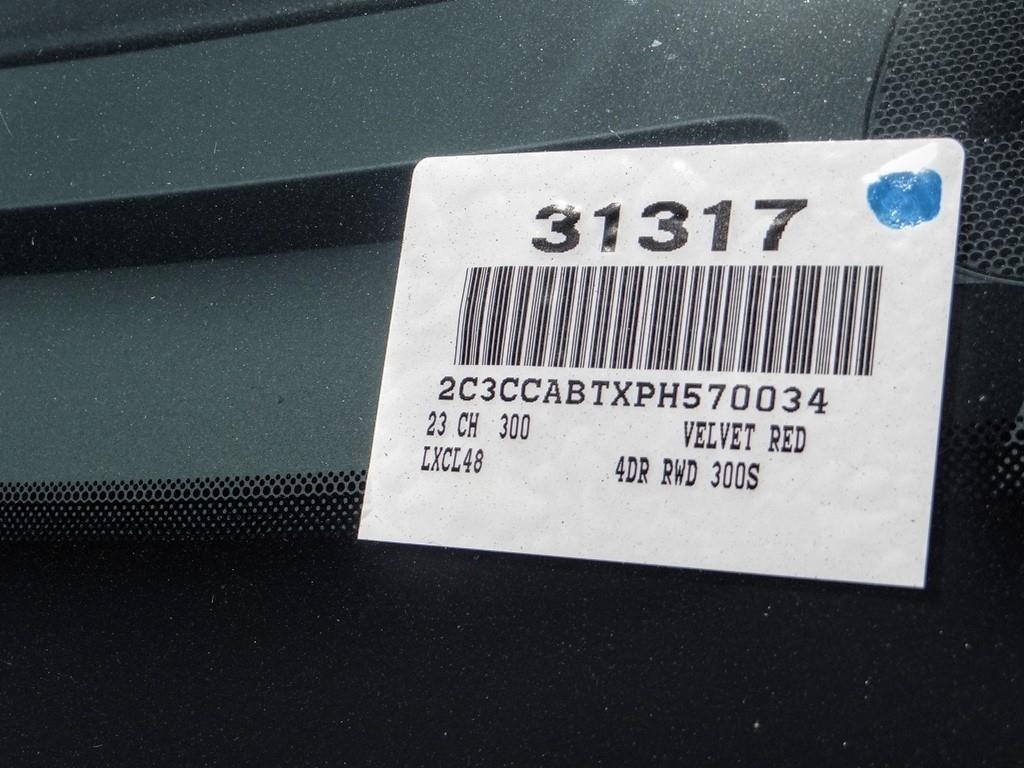 31317
2C3CCABTXPH570034
23 CH 300 VELVET RED
LXCL48 4DR RWD 300S